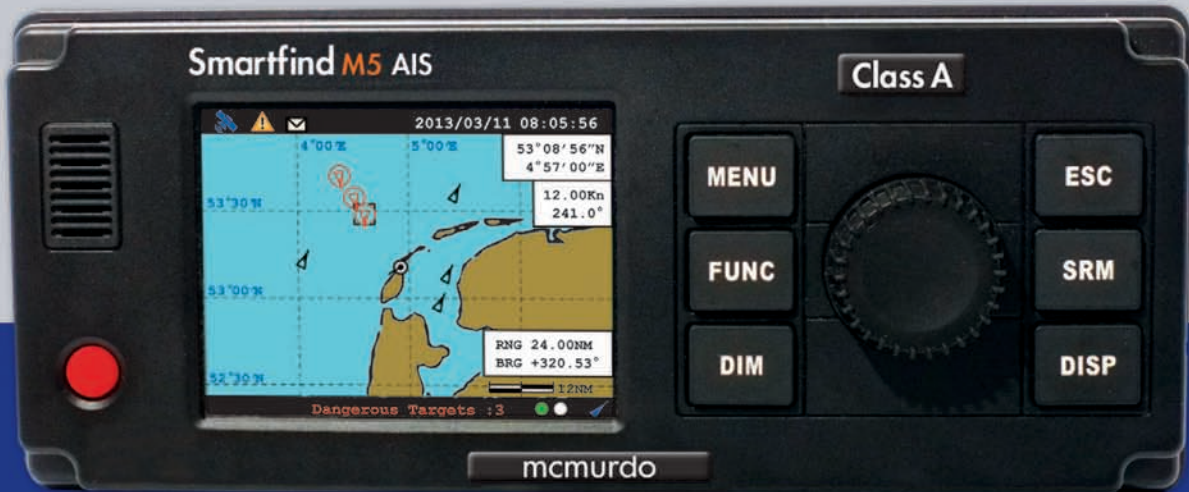 Smartfind M5 AIS
Class A
2013/03/11 08:05:56
4°00'E
5°00'E
53°08'56"N
4°57'00"E
12.00Kn
241.0°
53°30'N
53°00'N
RNG 24.00NM
BRG +320.53°
52°30'N
12NM
Dangerous Targets :3
MENU
FUNC
DIM
ESC
SRM
DISP
mcmurdo